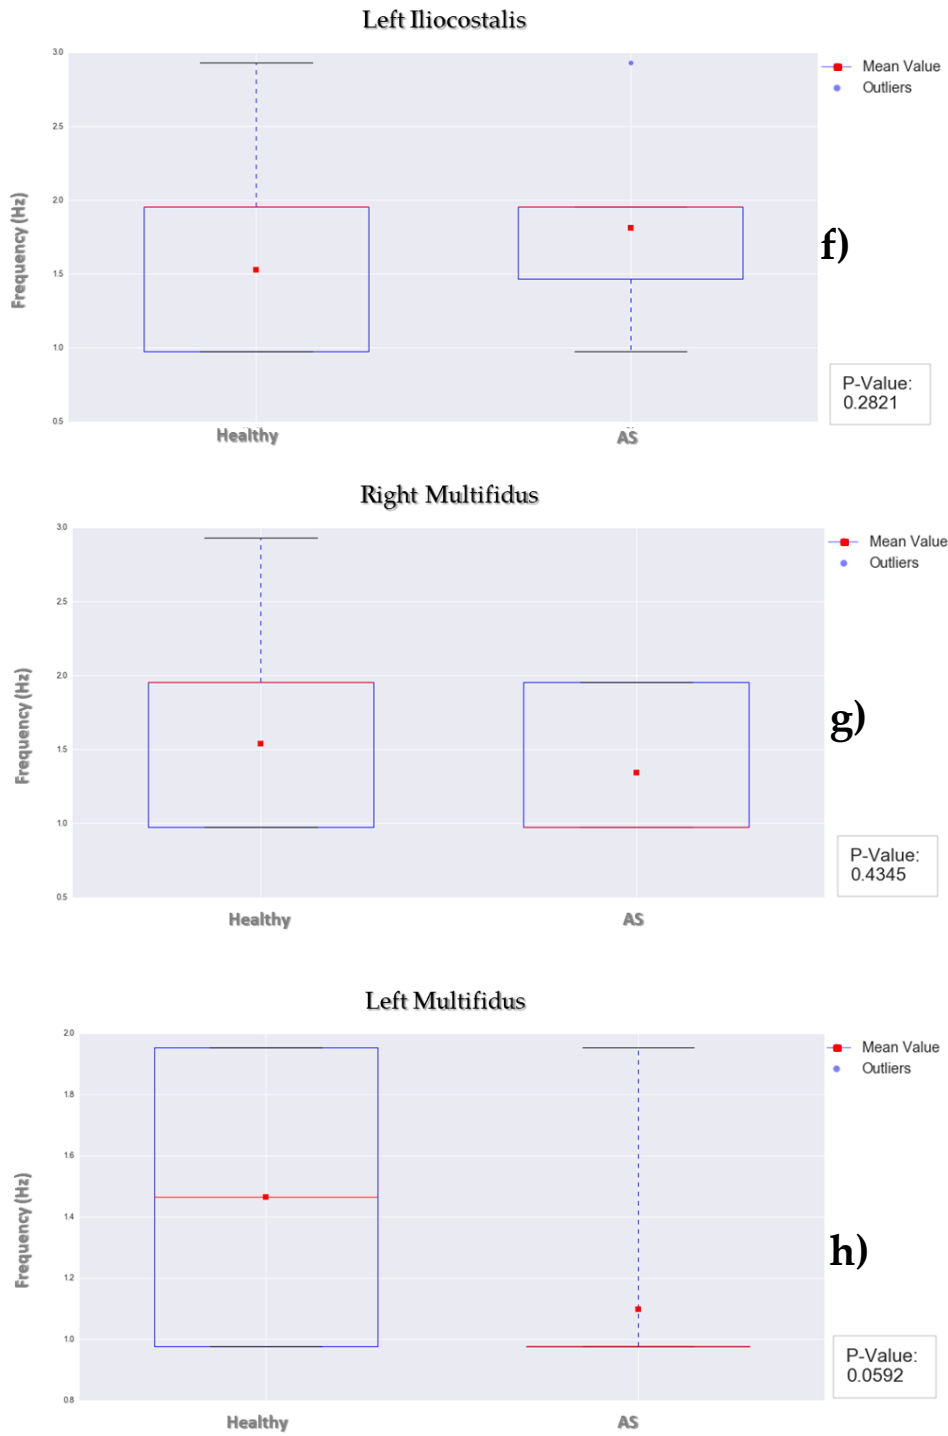 Left Iliocostalis
3.0
2.5
2.0
1.5
1.0
0.5
Frequency (Hz)
Mean Value
Outliers
f)
P-Value:
0.2821
Healthy
AS
Right Multifidus
3.0
2.5
2.0
1.5
1.0
0.5
Frequency (Hz)
Mean Value
Outliers
g)
P-Value:
0.4345
Healthy
AS
Left Multifidus
2.0
1.8
1.6
1.4
1.2
1.0
0.8
Frequency (Hz)
Mean Value
Outliers
h)
P-Value:
0.0592
Healthy
AS